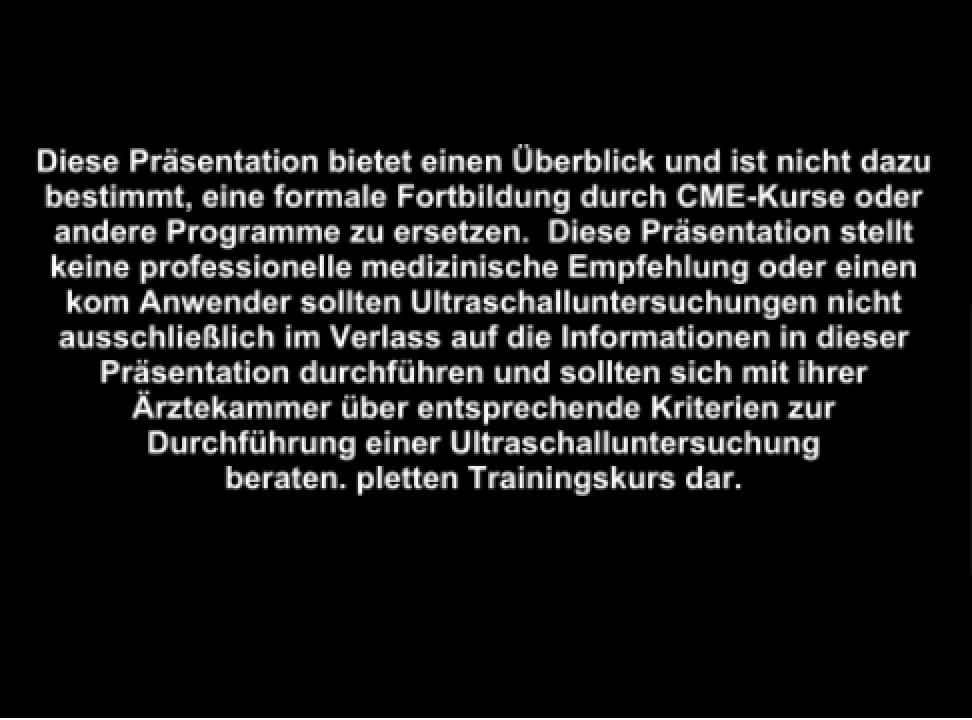 Diese Präsentation bietet einen Überblick und ist nicht dazu
bestimmt, eine formale Fortbildung durch CME-Kurse oder
andere Programme zu ersetzen.  Diese Präsentation stellt
keine professionelle medizinische Empfehlung oder einen
kom Anwender sollten Ultraschalluntersuchungen nicht
ausschließlich im Verlass auf die Informationen in dieser
Präsentation durchführen und sollten sich mit ihrer
Ärztekammer über entsprechende Kriterien zur
Durchführung einer Ultraschalluntersuchung
beraten. pletten Trainingskurs dar.